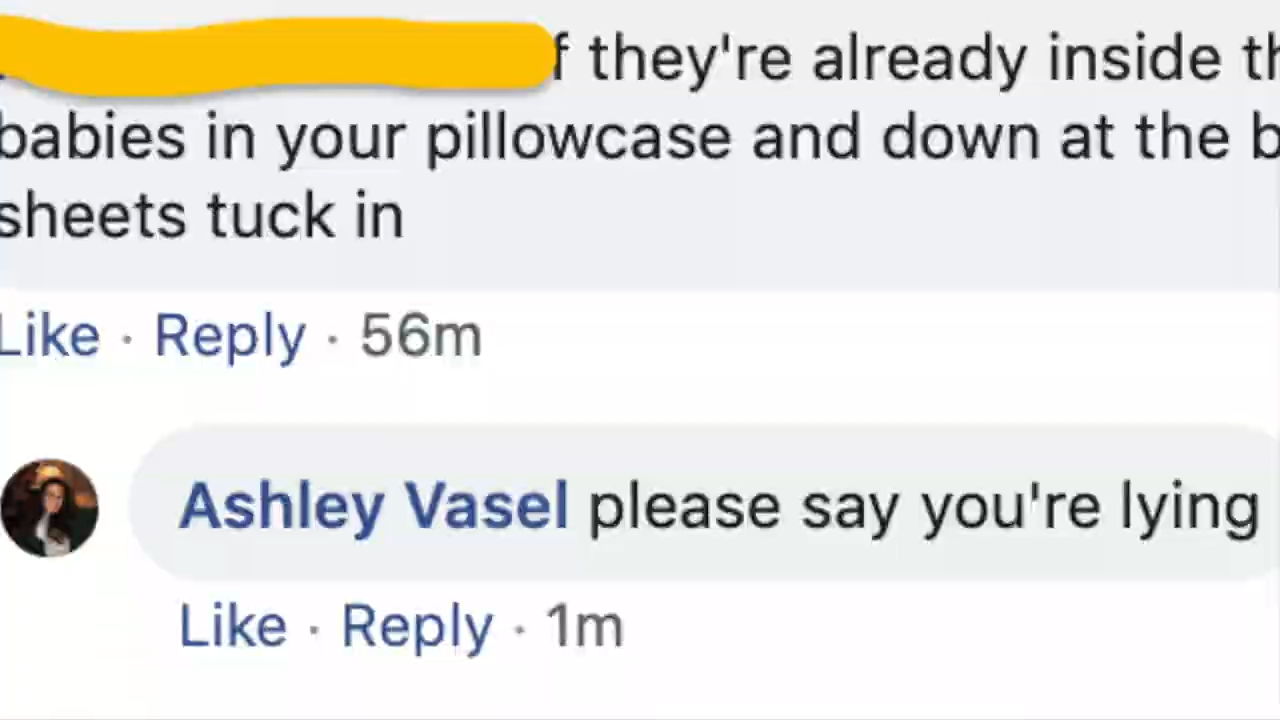 they're already inside
babies in your pillowcase and down at the
sheets tuck in
Like · Reply · 56m
Ashley Vasel please say you're lying
Like · Reply · 1m